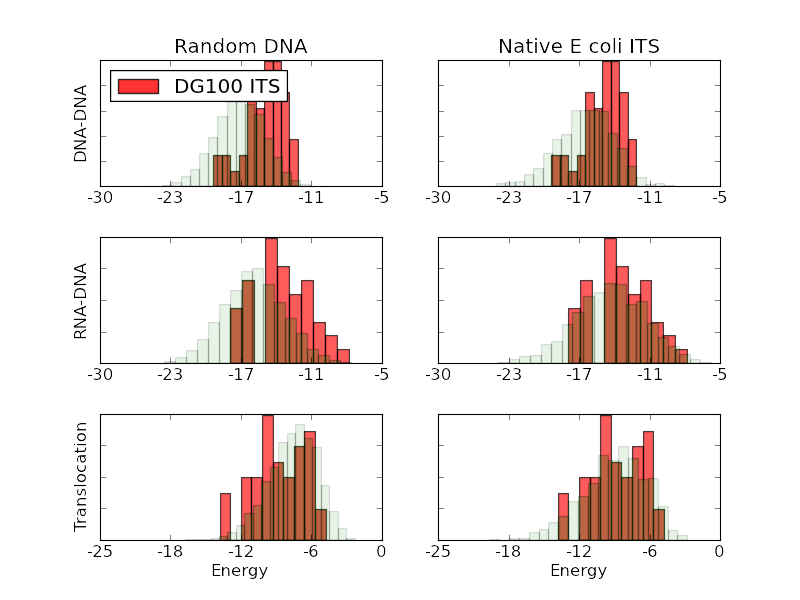 Random DNA
Native E coli ITS
DG100 ITS
DNA-DNA
-30 -23 -17 -11 -5
-30 -23 -17 -11 -5
RNA-DNA
-30 -23 -17 -11 -5
-30 -23 -17 -11 -5
Translocation
-25 -18 -12 -6 0
-25 -18 -12 -6 0
Energy
Energy